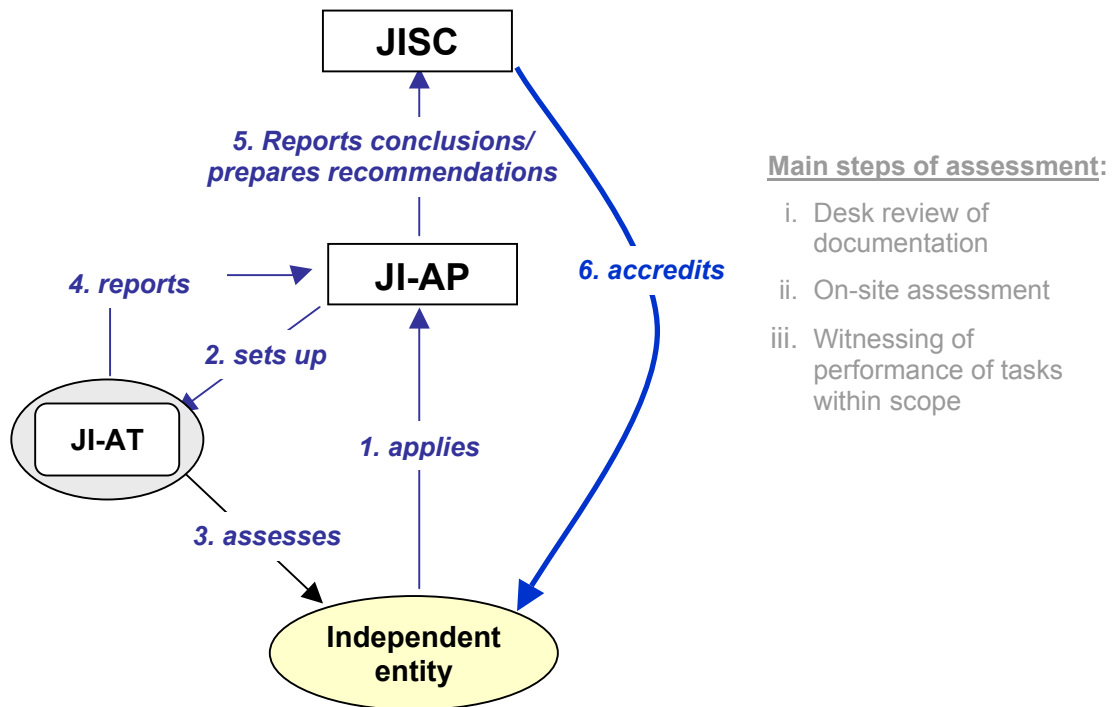 JISC
5. Reports conclusions/
prepares recommendations
Main steps of assessment:
i. Desk review of
documentation
ii. On-site assessment
iii. Witnessing of
performance of tasks
within scope
4. reports
JI-AP
6. accredits
2. sets up
JI-AT
1. applies
3. assesses
Independent
entity